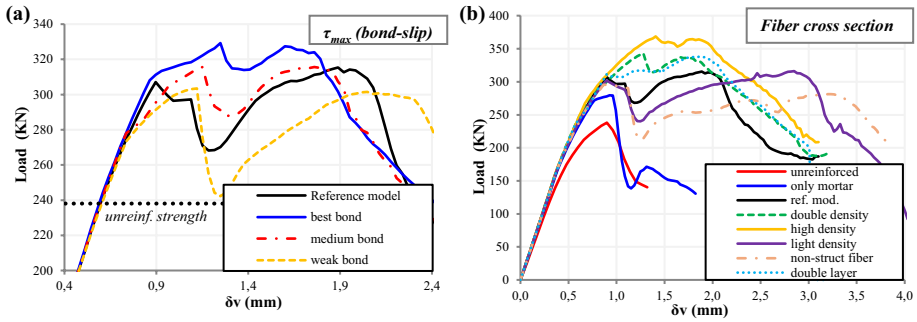 (a)
τmax (bond-slip)
Load (KN)
340
320
300
280
260
240
220
200
unreinf. strength
Reference model
best bond
medium bond
weak bond
0,4
0,9
1,4
1,9
2,4
δv (mm)
(b)
Fiber cross section
Load (KN)
400
350
300
250
200
150
100
50
0
unreinforced
only mortar
ref. mod.
double density
high density
light density
non-struct fiber
double layer
0,0
0,5
1,0
1,5
2,0
2,5
3,0
3,5
4,0
δv (mm)